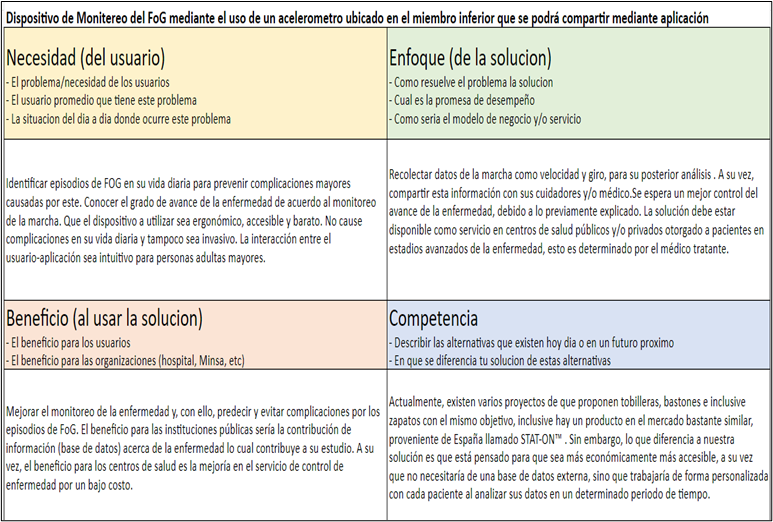 Dispositivo de Monitereo del FoG mediante el uso de un acelerometro ubicado en el miembro inferior que se podrá compartir mediante aplicación
Necesidad (del usuario)
- El problema/necesidad de los usuarios
- El usuario promedio que tiene este problema
- La situacion del dia a dia donde ocurre este problema
Enfoque (de la solucion)
- Como resuelve el problema la solucion
- Cual es la promesa de desempeño
- Como seria el modelo de negocio y/o servicio
Identificar episodios de FOG en su vida diaria para prevenir complicaciones mayores
causadas por este. Conocer el grado de avance de la enfermedad de acuerdo al monitoreo
de la marcha. Que el dispositivo a utilizar sea ergonómico, accesible y barato. No cause
complicaciones en su vida diaria y tampoco sea invasivo. La interacción entre el
usuario-aplicación sea intuitivo para personas adultas mayores.
Recolectar datos de la marcha como velocidad y giro, para su posterior análisis . A su vez,
compartir esta información con sus cuidadores y/o médico.Se espera un mejor control del
avance de la enfermedad, debido a lo previamente explicado. La solución debe estar
disponible como servicio en centros de salud públicos y/o privados otorgado a pacientes en
estadios avanzados de la enfermedad, esto es determinado por el médico tratante.
Beneficio (al usar la solucion)
- El beneficio para los usuarios
- El beneficio para las organizaciones (hospital, Minsa, etc)
Competencia
- Describir las alternativas que existen hoy dia o en un futuro proximo
- En que se diferencia tu solucion de estas alternativas
Mejorar el monitoreo de la enfermedad y, con ello, predecir y evitar complicaciones por los
episodios de FoG. El beneficio para las instituciones públicas sería la contribución de
información (base de datos) acerca de la enfermedad lo cual contribuye a su estudio. A su
vez, el beneficio para los centros de salud es la mejoría en el servicio de control de
enfermedad por un bajo costo.
Actualmente, existen varios proyectos de que proponen tobilleras, bastones e inclusive
zapatos con el mismo objetivo, inclusive hay un producto en el mercado bastante similar,
proveniente de España llamado STAT-ON™ . Sin embargo, lo que diferencia a nuestra
solución es que está pensado para que sea más económicamente más accesible, a su vez
que no necesitaría de una base de datos externa, sino que trabajaría de forma personalizada
con cada paciente al analizar sus datos en un determinado periodo de tiempo.